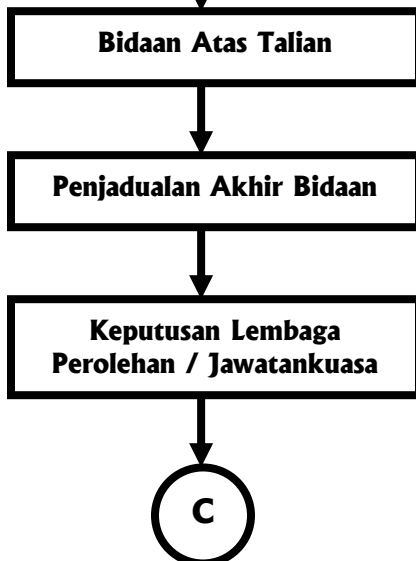 Bidaan Atas Talian
Penjadualan Akhir Bidaan
Keputusan Lembaga
Perolehan / Jawatankuasa
C